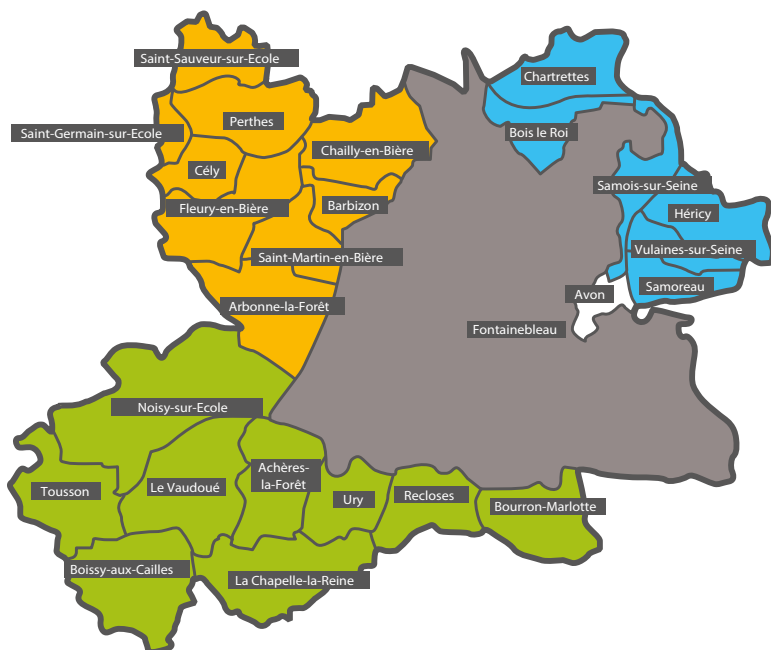 Saint-Sauveur-sur-Ecole
Chartrettes
Perthes
Saint-Germain-sur-Ecole
Bois le Roi
Chailly-en-Bière
Cély
Samois-sur-Seine
Barbizon
Fleury-en-Bière
Héricy
Vulaines-sur-Seine
Saint-Martin-en-Bière
Samoreau
Avon
Arbonne-la-Forêt
Fontainebleau
Noisy-sur-Ecole
Achères-
la-Forêt
Le Vaudoué
Tousson
Ury
Recloses
Bourron-Marlotte
Boissy-aux-Cailles
La Chapelle-la-Reine